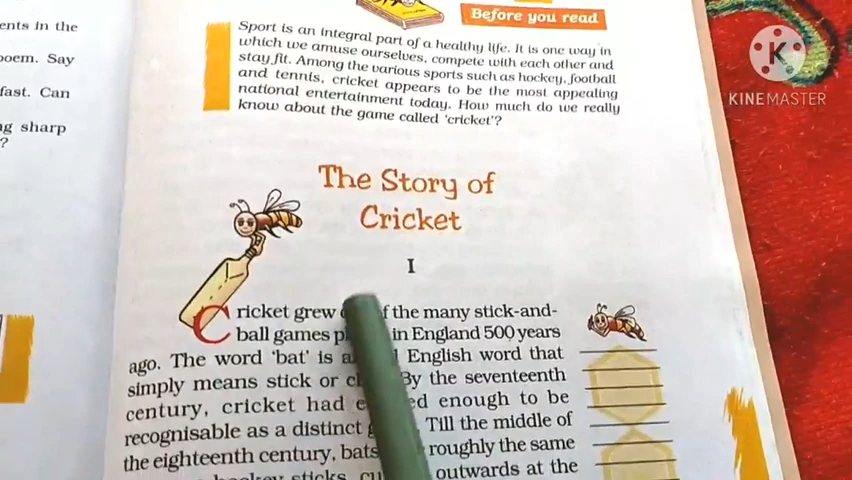 ents in the
poem. Say
fast. Can
ng sharp
?
Before you read
Sport is an integral part of a healthy life. It is one way in
which we amuse ourselves, compete with each other and
stay fit. Among the various sports such as hockey, football
and tennis, cricket appears to be the most appealing
national entertainment today. How much do we really
know about the game called 'cricket'?
KINEMASTER
The Story of
Cricket
I
Cricket grew of the many stick-and-
ball games in England 500 years
ago. The word 'bat' is English word that
simply means stick or By the seventeenth
century, cricket had enough to be
recognisable as a distinct Till the middle of
the eighteenth century, bats roughly the same
hockey sticks, outwards at the